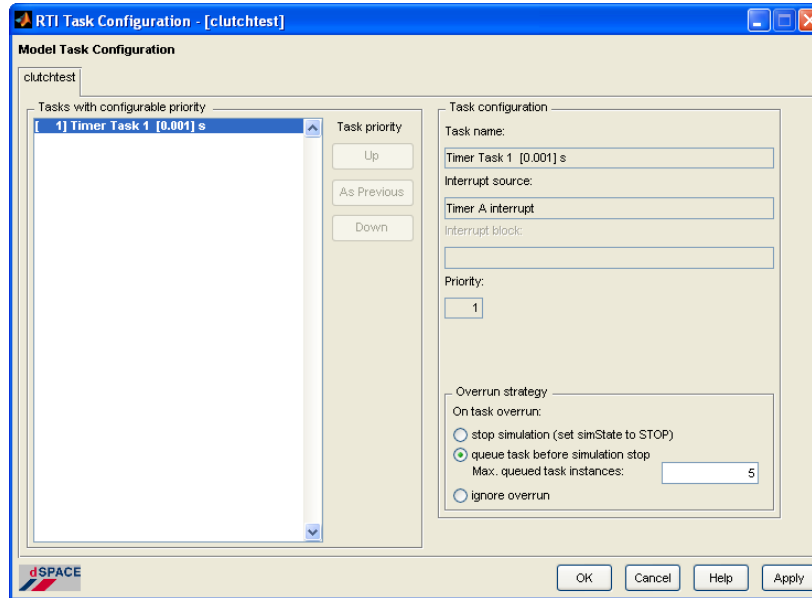 RTI Task Configuration - [clutchtest]
Model Task Configuration
clutchtest
Tasks with configurable priority
[ 1] Timer Task 1 [0.001] s
Task priority
Up
As Previous
Down
Task configuration
Task name:
Timer Task 1 [0.001] s
Interrupt source:
Timer A interrupt
Interrupt block:
Priority:
1
Overrun strategy
On task overrun:
stop simulation (set simState to STOP)
queue task before simulation stop
Max. queued task instances: 5
ignore overrun
dSPACE
OK Cancel Help Apply